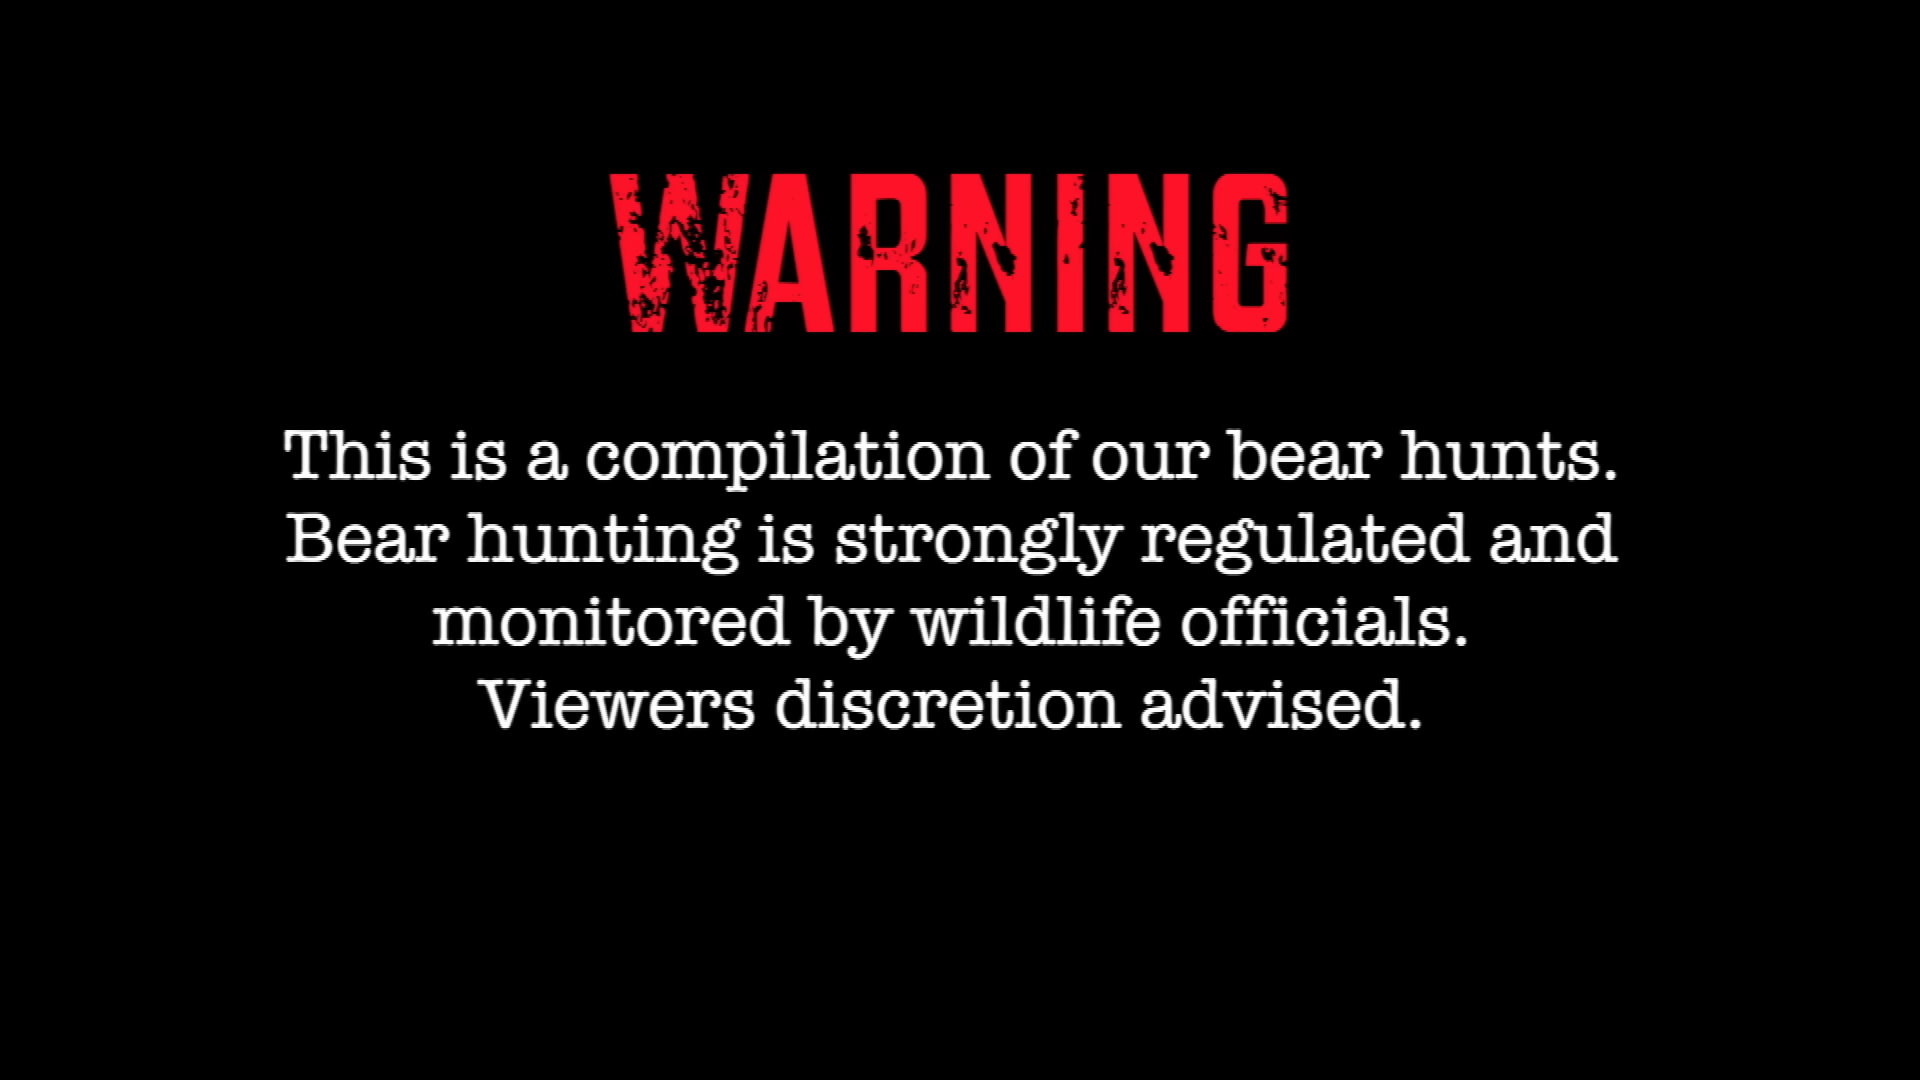 WARNING
This is a compilation of our bear hunts.
Bear hunting is strongly regulated and
monitored by wildlife officials.
Viewers discretion advised.